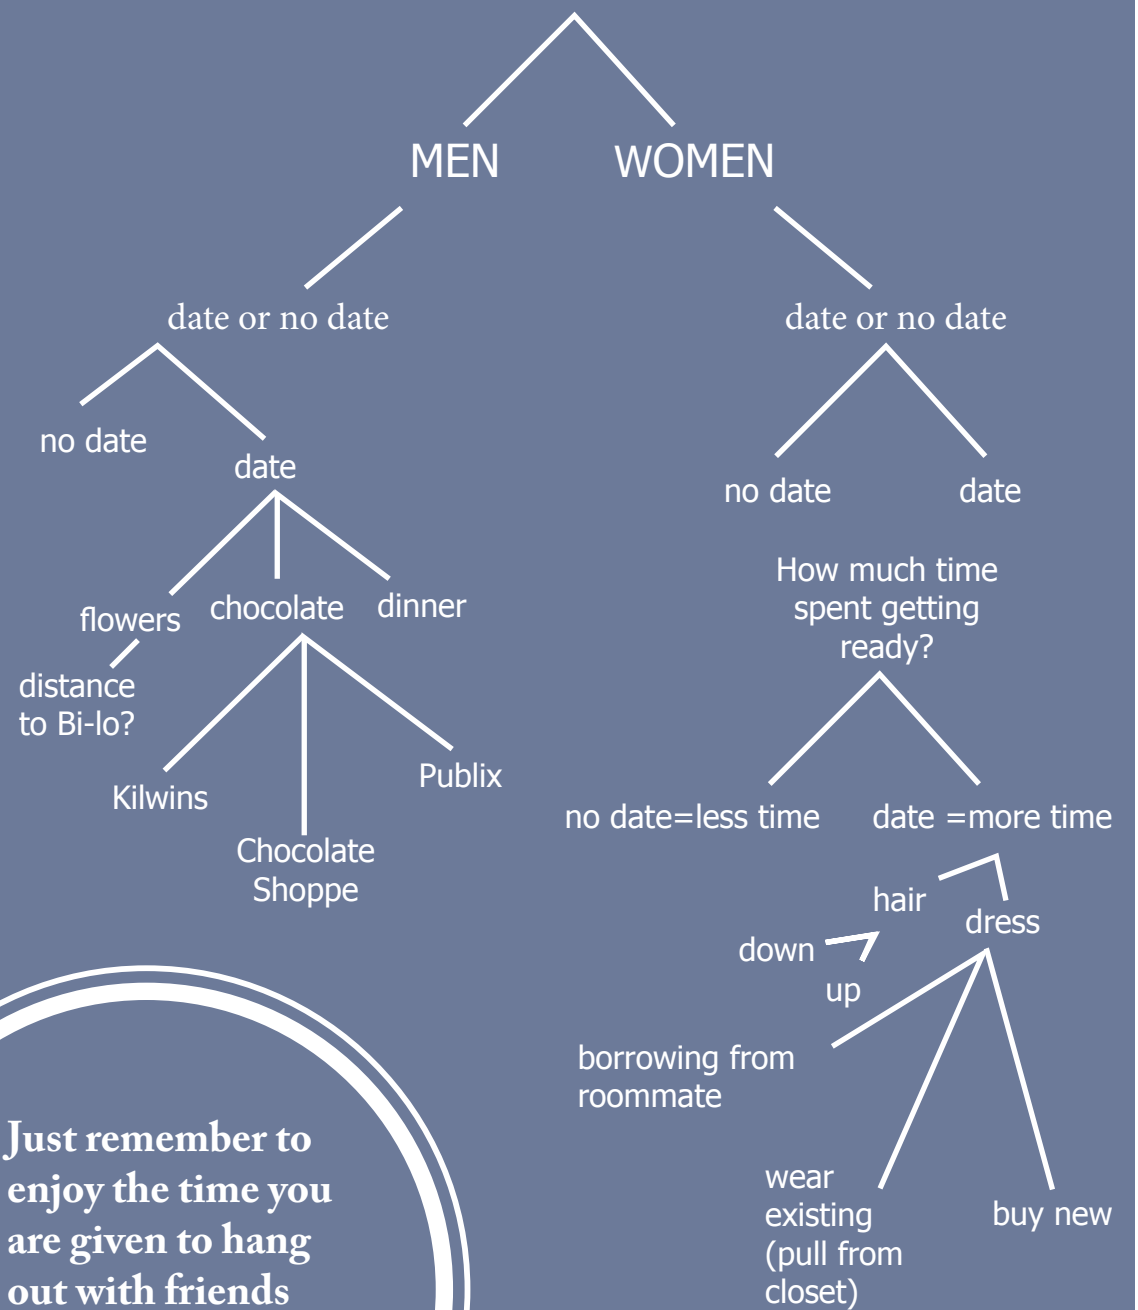 MEN
WOMEN
date or no date
no date
date
flowers
chocolate
dinner
distance
to Bi-lo?
Kilwins
Chocolate
Shoppe
Publix
date or no date
no date
date
How much time
spent getting
ready?
no date=less time
date =more time
hair
dress
down
up
borrowing from
roommate
wear
existing
(pull from
closet)
buy new
Just remember to
enjoy the time you
are given to hang
out with friends